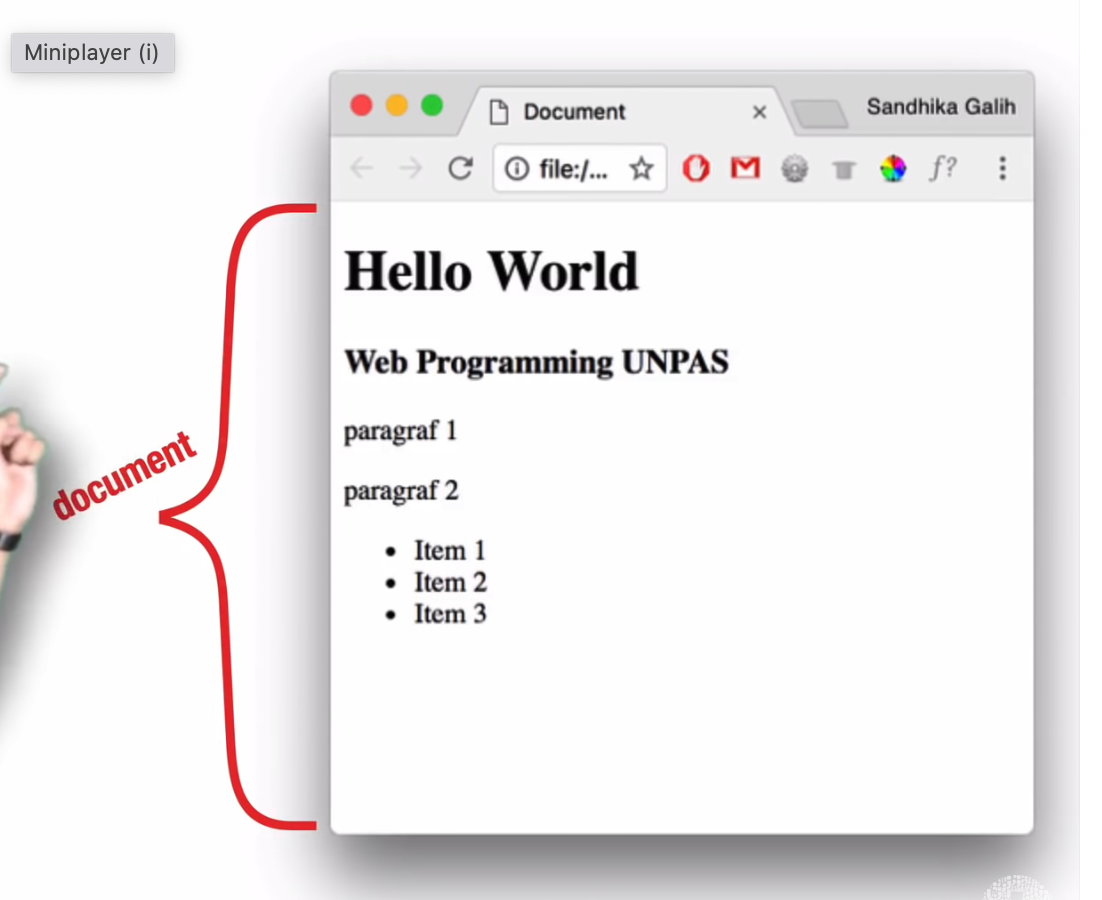 Miniplayer (i)
Document
Sandhika Galih
file:/...
f?
Hello World
Web Programming UNPAS
document
paragraf 1
paragraf 2
Item 1
Item 2
Item 3